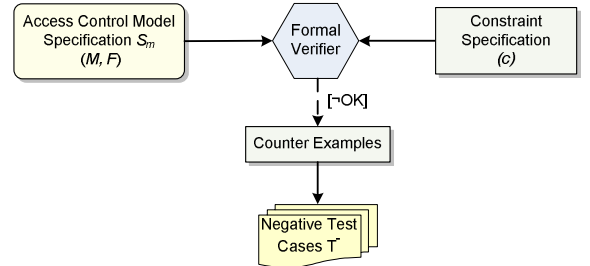 Access Control Model
Specification Sm
(M, F)
Formal
Verifier
Constraint
Specification
(c)
[¬OK]
Counter Examples
Negative Test
Cases T-